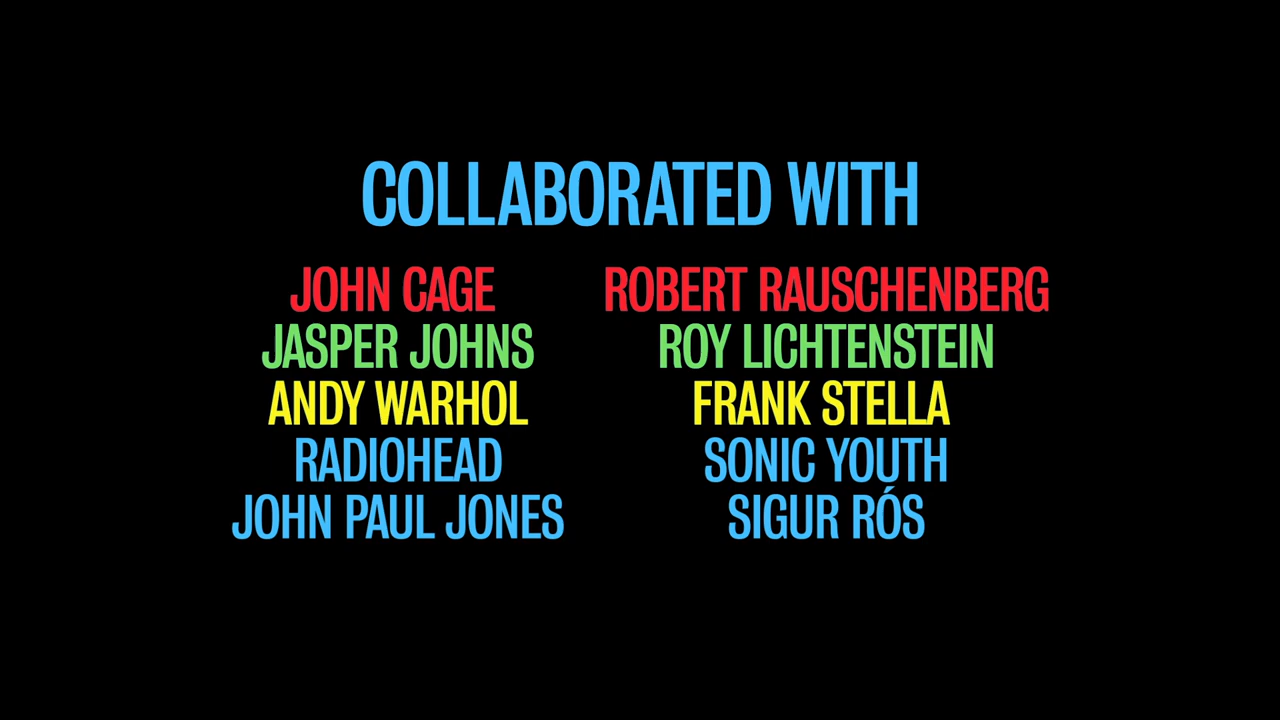 COLLABORATED WITH
JOHN CAGE
JASPER JOHNS
ANDY WARHOL
RADIOHEAD
JOHN PAUL JONES
ROBERT RAUSCHENBERG
ROY LICHTENSTEIN
FRANK STELLA
SONIC YOUTH
SIGUR RÓS